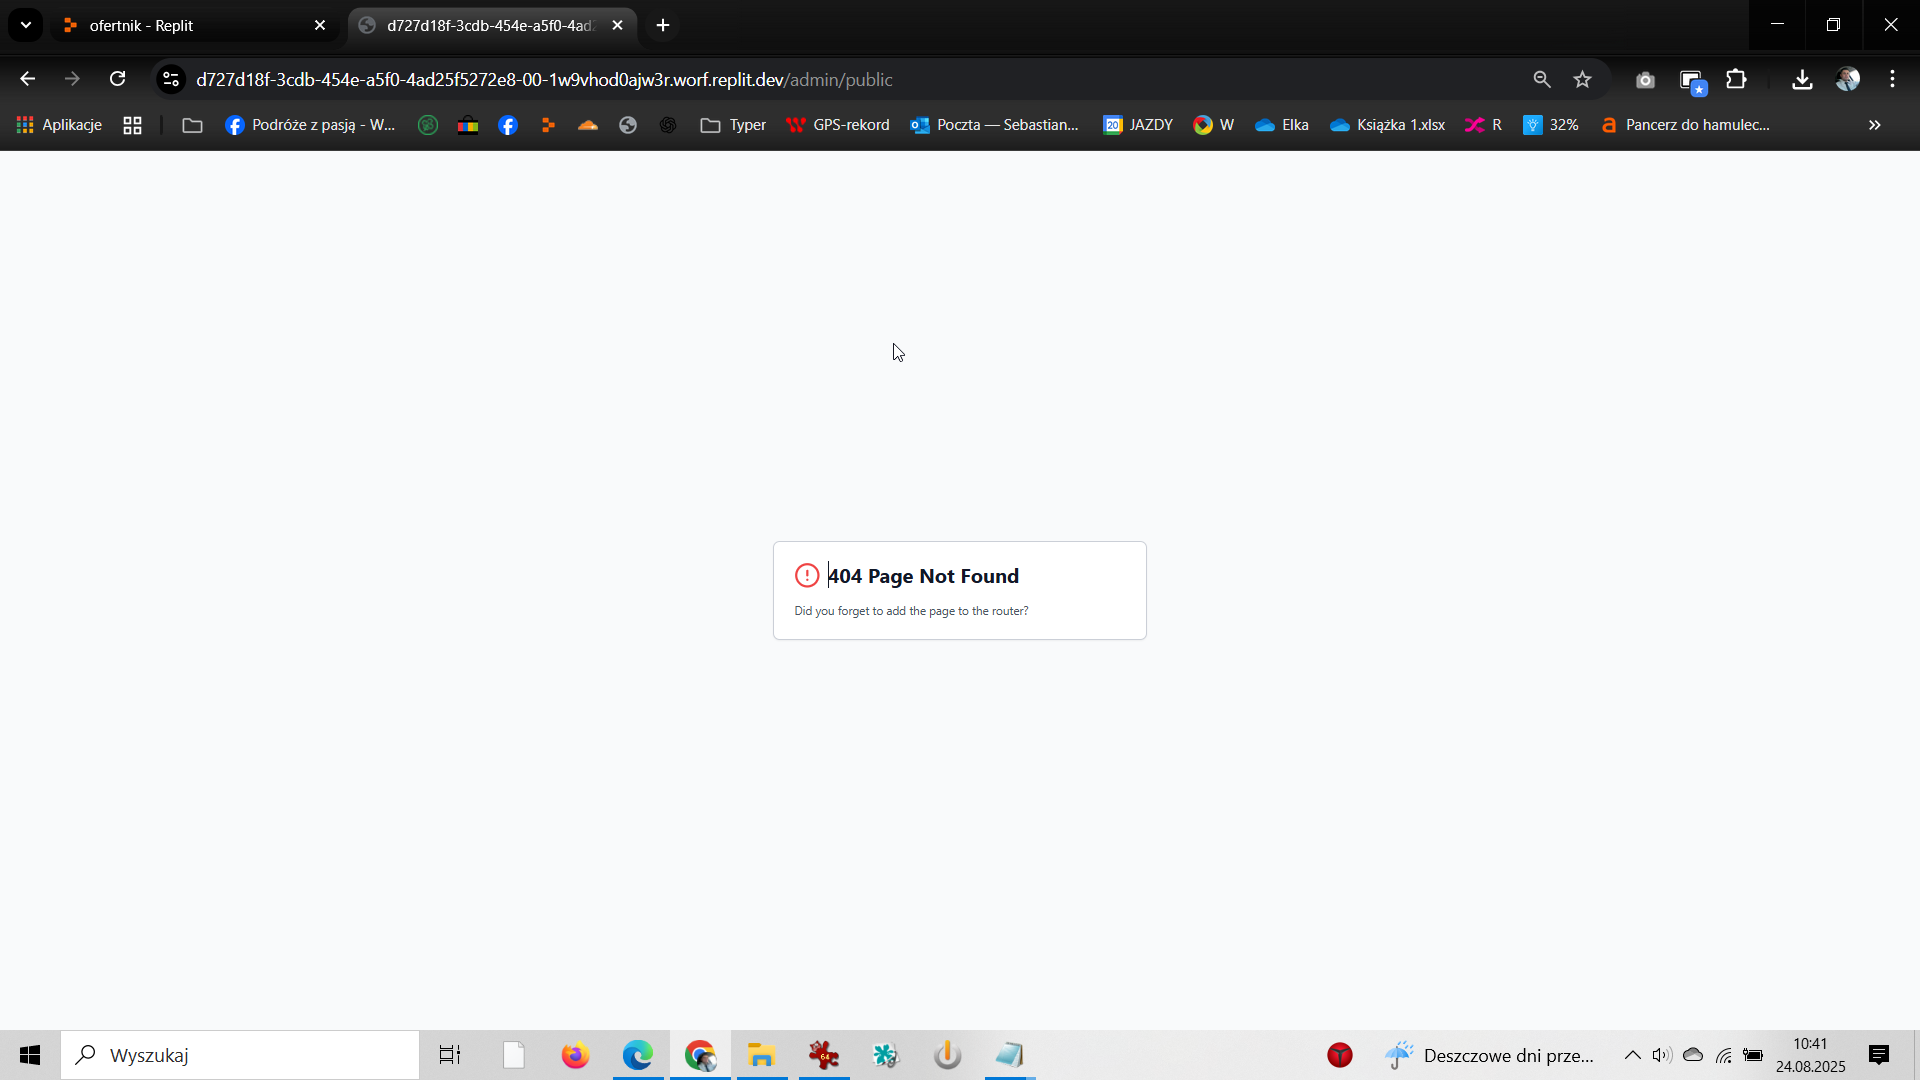 ofertnik - Replit
d727d18f-3cdb-454e-a5f0-4ad
d727d18f-3cdb-454e-a5f0-4ad25f5272e8-00-1w9vhod0ajw3r.worf.replit.dev/admin/public
Aplikacje
Podróże z pasją - W...
Typer
GPS-rekord
Poczta — Sebastian...
20
JAZDY
W
Elka
Książka 1.xlsx
R
32%
Pancerz do hamulec...
404 Page Not Found
Did you forget to add the page to the router?
Wyszukaj
64
Deszczowe dni prze...
10:41
24.08.2025